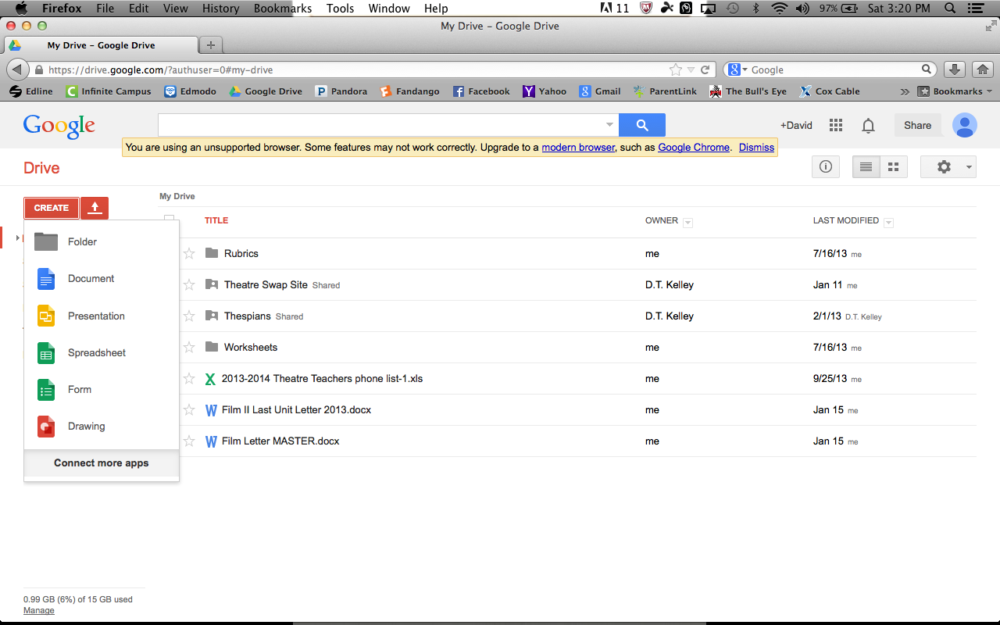 Firefox File Edit View History Bookmarks Tools Window Help 11 97% Sat 3:20 PM
My Drive – Google Drive
My Drive – Google Drive
https://drive.google.com/?authuser=0#my-drive Google
Edline Infinite Campus Edmodo Google Drive Pandora Fandango Facebook Yahoo Gmail ParentLink The Bull's Eye Cox Cable Bookmarks
Google +David Share
You are using an unsupported browser. Some features may not work correctly. Upgrade to a modern browser, such as Google Chrome. Dismiss
Drive
CREATE My Drive
TITLE OWNER LAST MODIFIED
Folder
Rubrics me 7/16/13 me
Document
Theatre Swap Site Shared D.T. Kelley Jan 11 me
Presentation Thespians Shared D.T. Kelley 2/1/13 D.T. Kelley
Spreadsheet Worksheets me 7/16/13 me
2013-2014 Theatre Teachers phone list-1.xls me 9/25/13 me
Form
Film II Last Unit Letter 2013.docx me Jan 15 me
Drawing
Film Letter MASTER.docx me Jan 15 me
Connect more apps
0.99 GB (6%) of 15 GB used
Manage